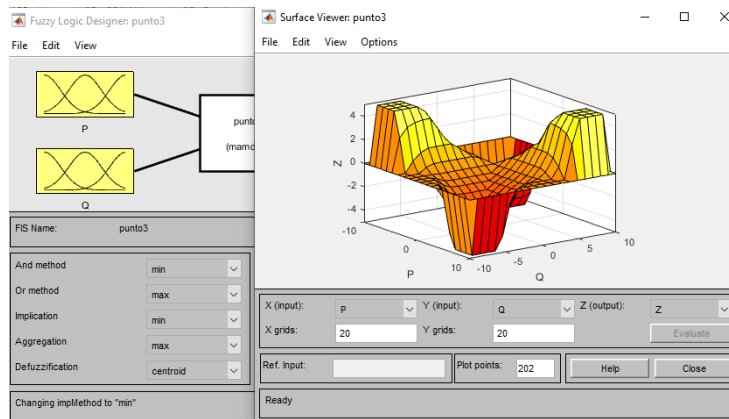 Fuzzy Logic Designer: punto3
File Edit View
P
Q
punto
FIS Name: punto3
And method min
Or method max
Implication min
Aggregation max
Defuzzification centroid
Changing impMethod to "min"
Surface Viewer: punto3
File Edit View Options
4
2
0
-2
-4
Z
-10
0
10
P
-10
-5
0
5
10
Q
X (input): P Y (input): Q Z (output): Z
X grids: 20 Y grids: 20 Evaluate
Ref. Input: Plot points: 202 Help Close
Ready